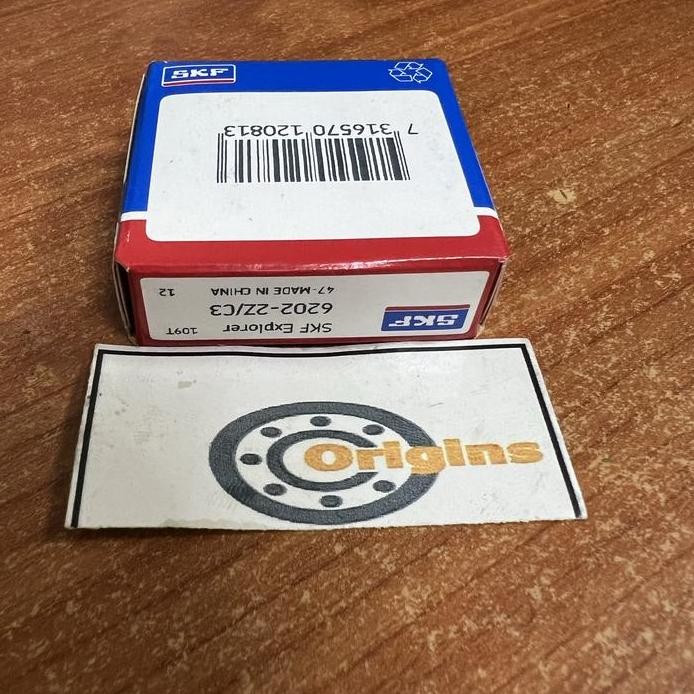 SKF
7 316570 120813
SKF Explorer 109T
6202-2Z/C3
47-MADE IN CHINA 12
SKF
Origins